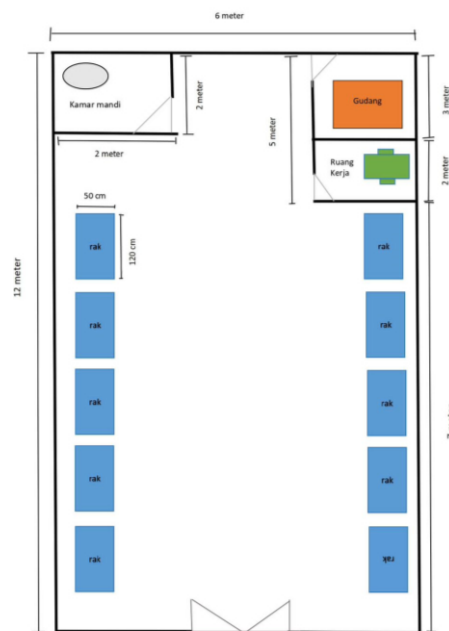 6 meter
Kamar mandi
2 meter
2 meter
5 meter
Gudang
3 meter
Ruang
Kerja
2 meter
50 cm
120 cm
12 meter
rak
rak
rak
rak
rak
rak
rak
rak
rak
rak